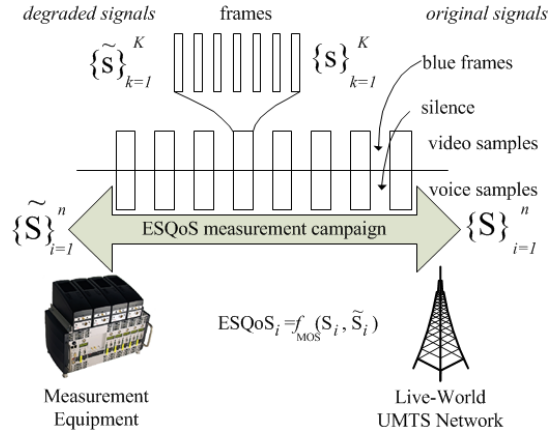 degraded signals frames original signals
{s̃}ᴷₖ₌₁ {s}ᴷₖ₌₁
blue frames
silence
video samples
voice samples
{S̃}ⁿᵢ₌₁ ESQoS measurement campaign {S}ⁿᵢ₌₁
ESQoSᵢ=f_MOS(Sᵢ, S̃ᵢ)
Measurement
Equipment
Live-World
UMTS Network